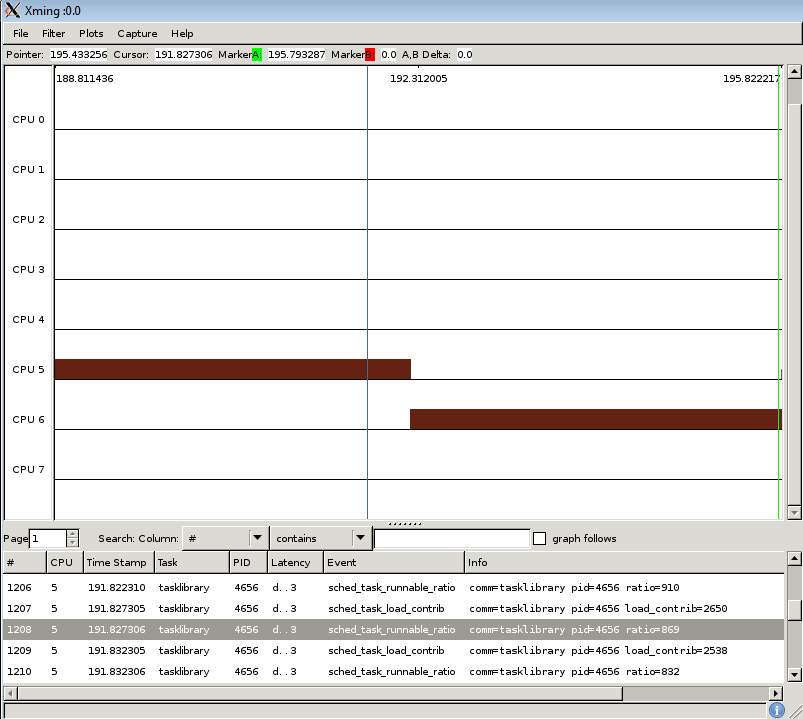 Xming :0.0
File Filter Plots Capture Help
Pointer: 195.433256 Cursor: 191.827306 MarkerA: 195.793287 MarkerB: 0.0 A,B Delta: 0.0
188.811436 192.312005 195.822217
CPU 0
CPU 1
CPU 2
CPU 3
CPU 4
CPU 5
CPU 6
CPU 7
Page 1 Search: Column: # contains graph follows
# CPU Time Stamp Task PID Latency Event Info
1206 5 191.822310 tasklibrary 4656 d..3 sched_task_runnable_ratio comm=tasklibrary pid=4656 ratio=910
1207 5 191.827305 tasklibrary 4656 d..3 sched_task_load_contrib comm=tasklibrary pid=4656 load_contrib=2650
1208 5 191.827306 tasklibrary 4656 d..3 sched_task_runnable_ratio comm=tasklibrary pid=4656 ratio=869
1209 5 191.832305 tasklibrary 4656 d..3 sched_task_load_contrib comm=tasklibrary pid=4656 load_contrib=2538
1210 5 191.832306 tasklibrary 4656 d..3 sched_task_runnable_ratio comm=tasklibrary pid=4656 ratio=832